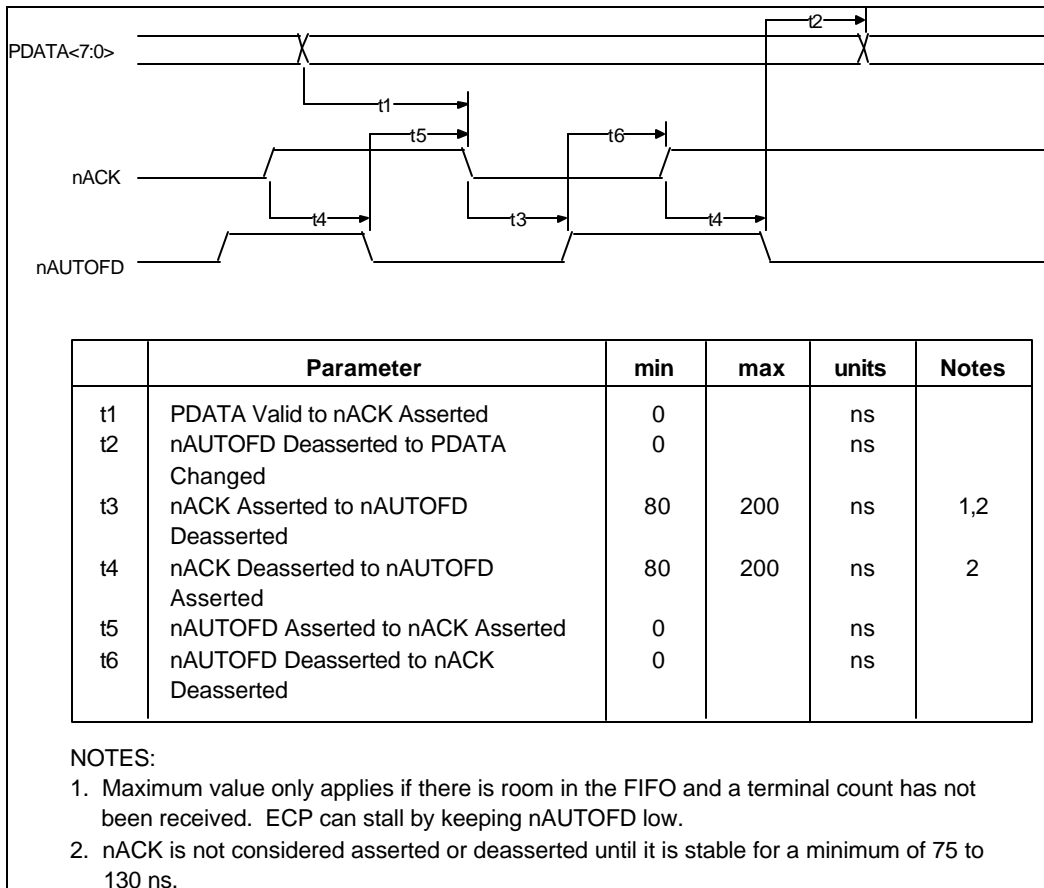 t2
PDATA<7:0>
t1
t5
t6
nACK
t4
t3
t4
nAUTOFD
Parameter min max units Notes
t1 PDATA Valid to nACK Asserted 0 ns
t2 nAUTOFD Deasserted to PDATA 0 ns
Changed
t3 nACK Asserted to nAUTOFD 80 200 ns 1,2
Deasserted
t4 nACK Deasserted to nAUTOFD 80 200 ns 2
Asserted
t5 nAUTOFD Asserted to nACK Asserted 0 ns
t6 nAUTOFD Deasserted to nACK 0 ns
Deasserted
NOTES:
1. Maximum value only applies if there is room in the FIFO and a terminal count has not
been received. ECP can stall by keeping nAUTOFD low.
2. nACK is not considered asserted or deasserted until it is stable for a minimum of 75 to
130 ns.